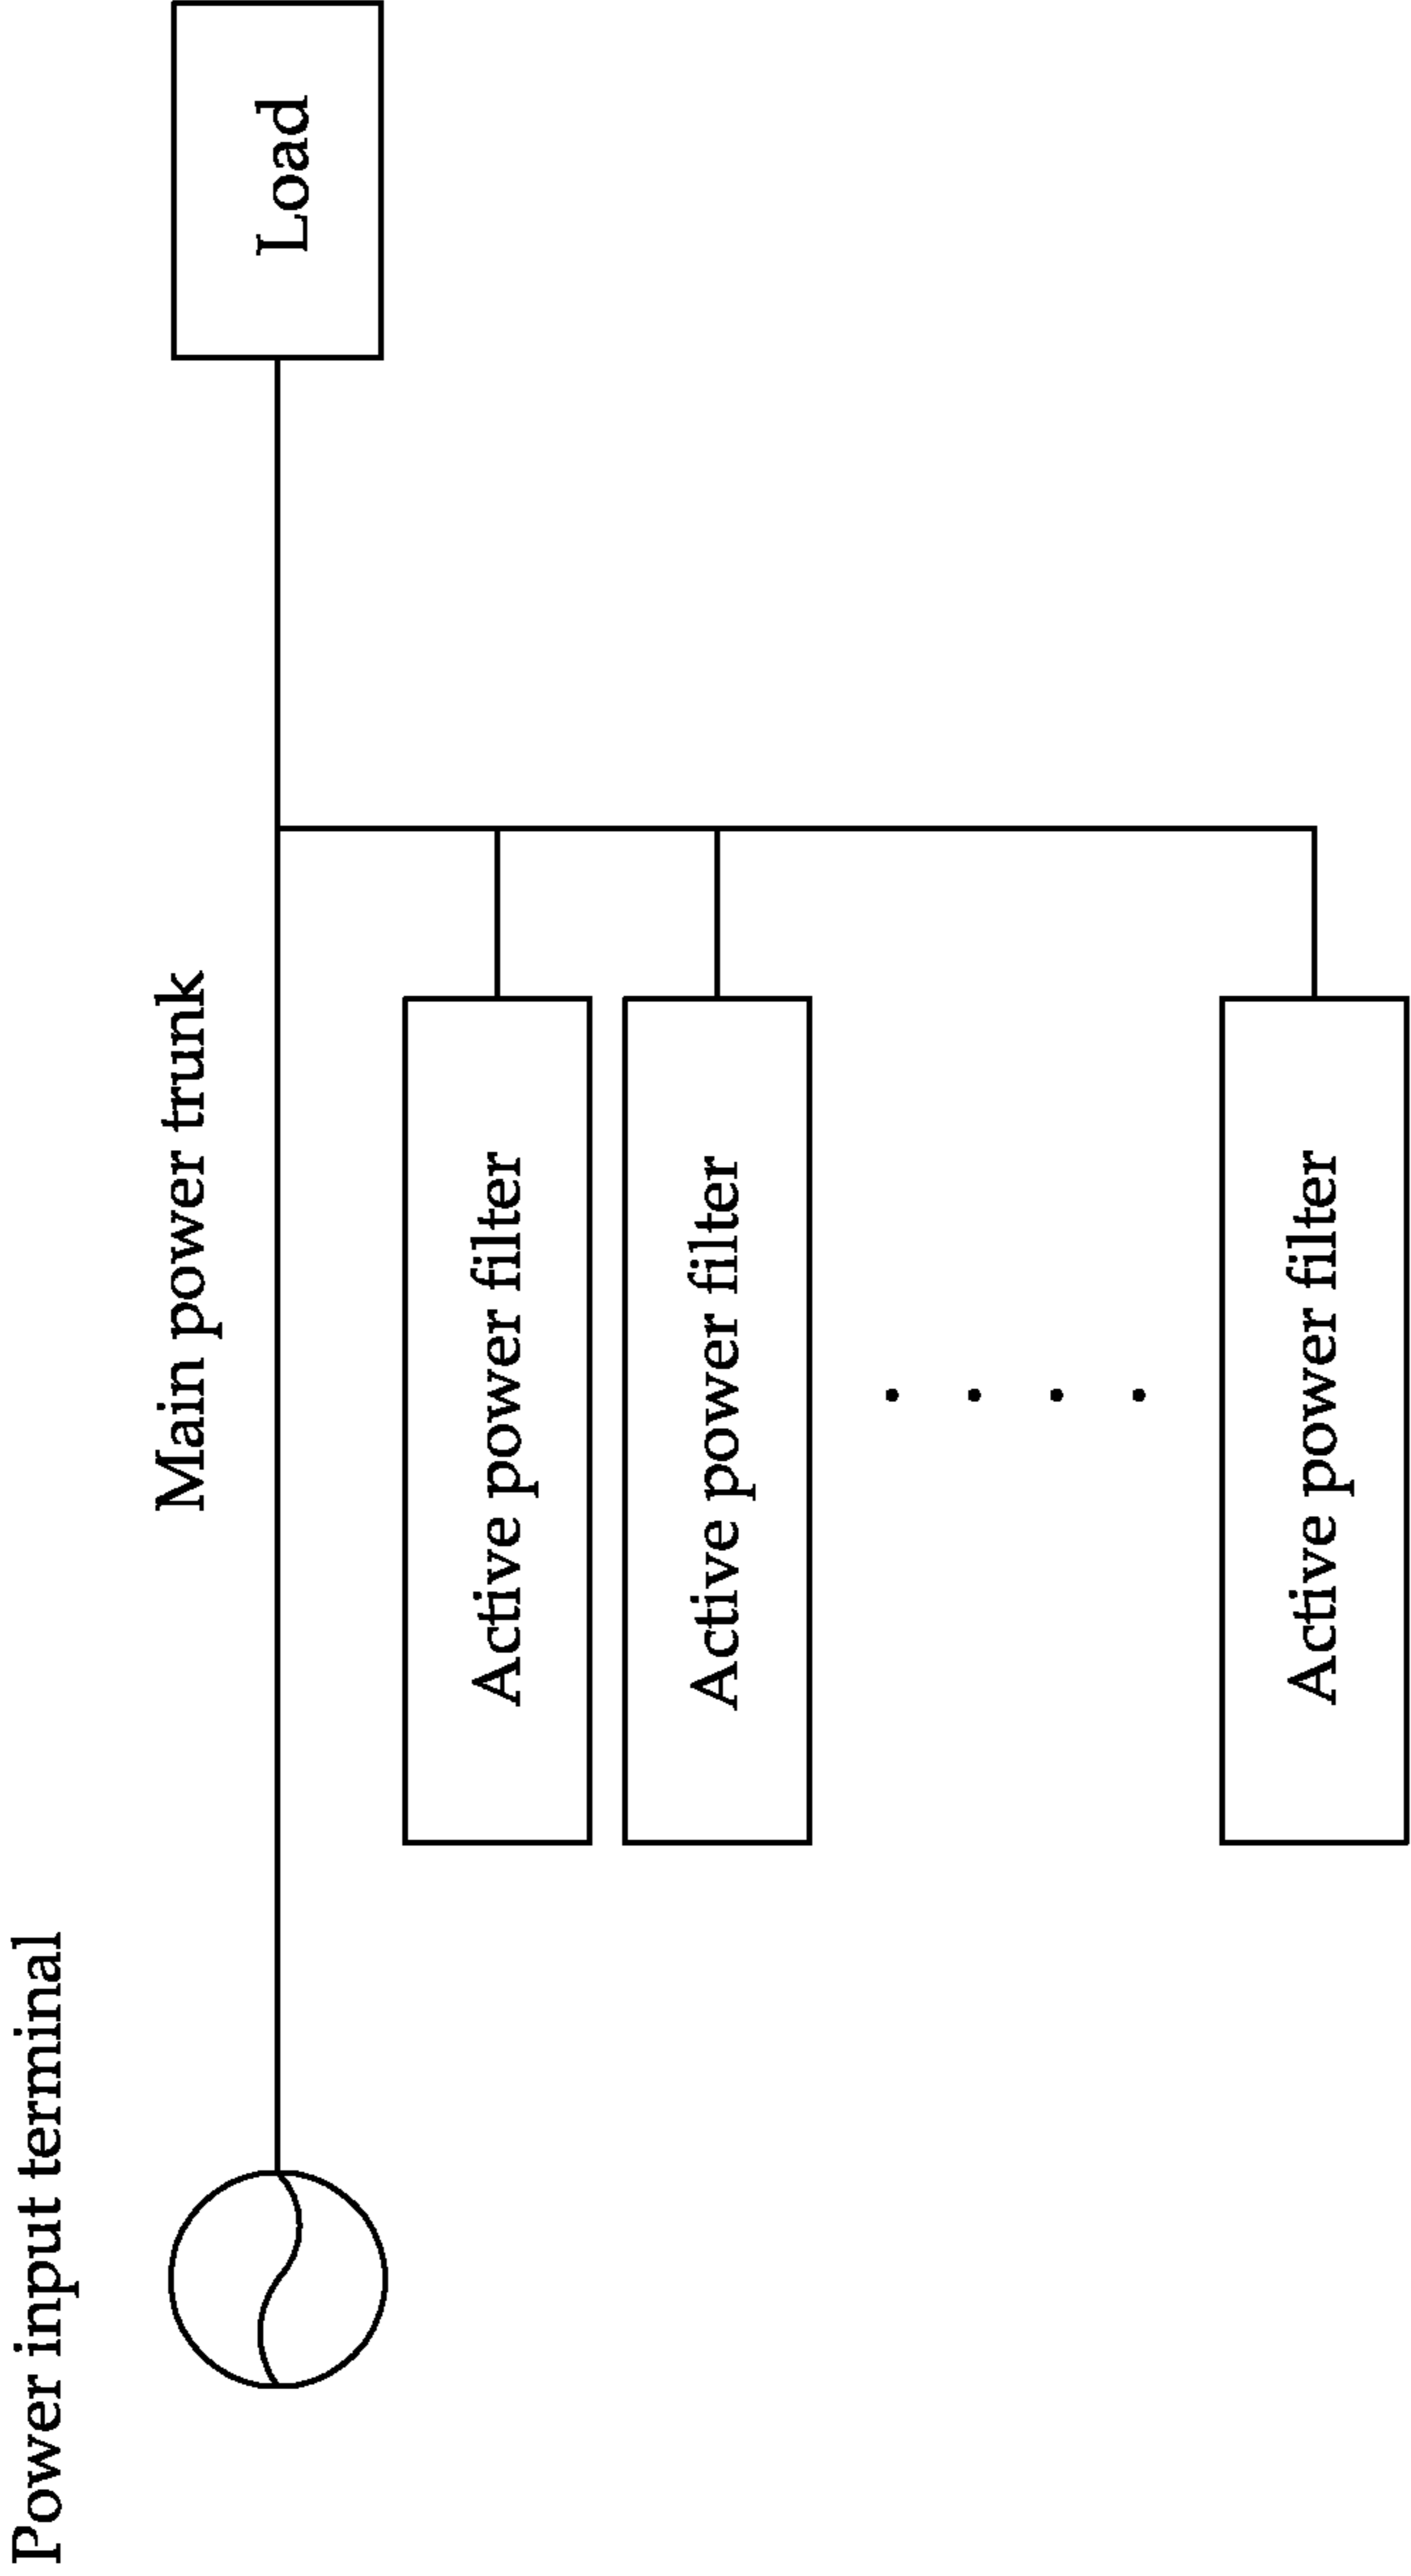 Power input terminal
Main power trunk
Load
Active power filter
Active power filter
Active power filter